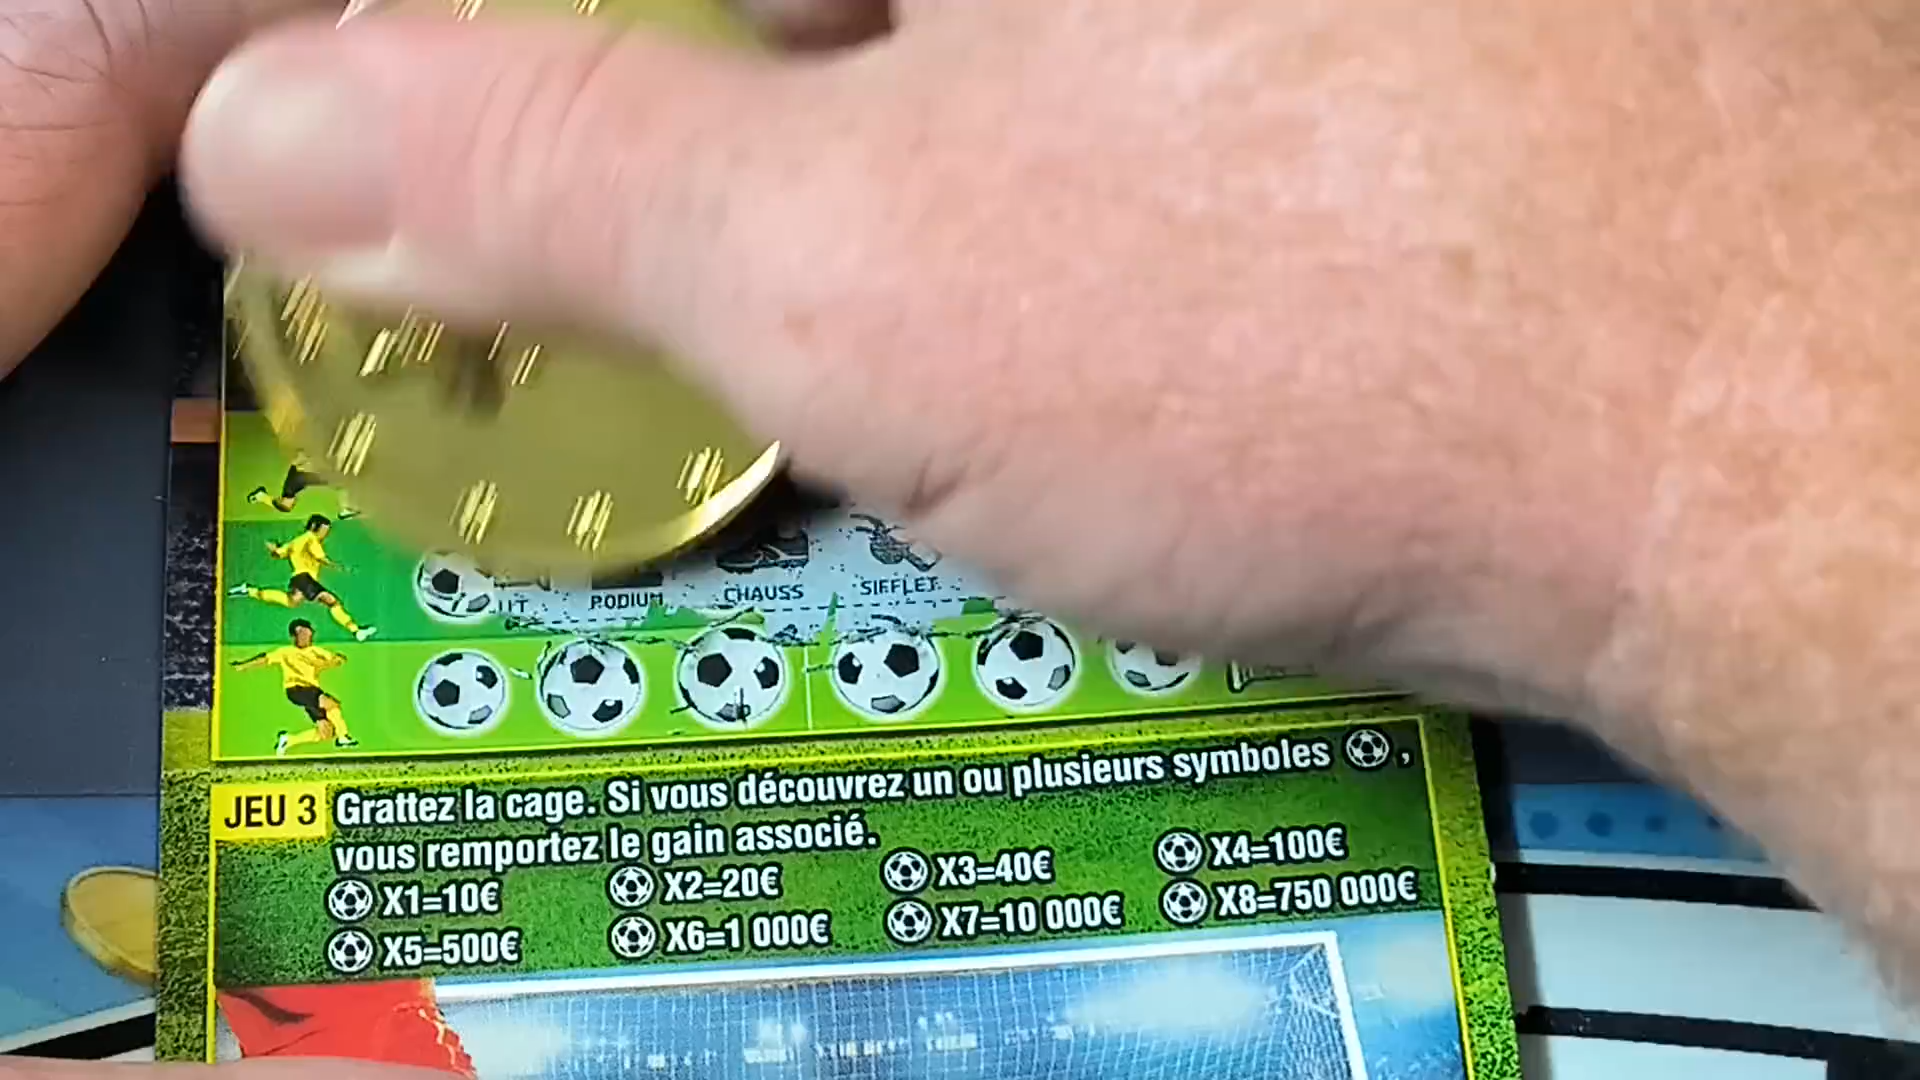 PODIUM CHAUSS SIFFLET
JEU 3 Grattez la cage. Si vous découvrez un ou plusieurs symboles ,
vous remportez le gain associé.
X1=10€ X2=20€ X3=40€ X4=100€
X5=500€ X6=1 000€ X7=10 000€ X8=750 000€